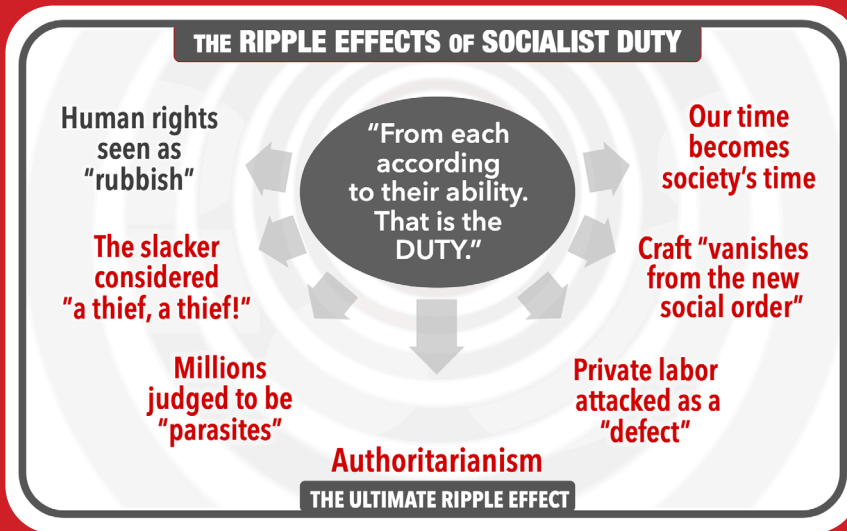 THE RIPPLE EFFECTS OF SOCIALIST DUTY
Human rights
seen as
"rubbish"
"From each
according
to their ability.
That is the
DUTY."
Our time
becomes
society's time
The slacker
considered
"a thief, a thief!"
Craft "vanishes
from the new
social order"
Millions
judged to be
"parasites"
Private labor
attacked as a
"defect"
Authoritarianism
THE ULTIMATE RIPPLE EFFECT